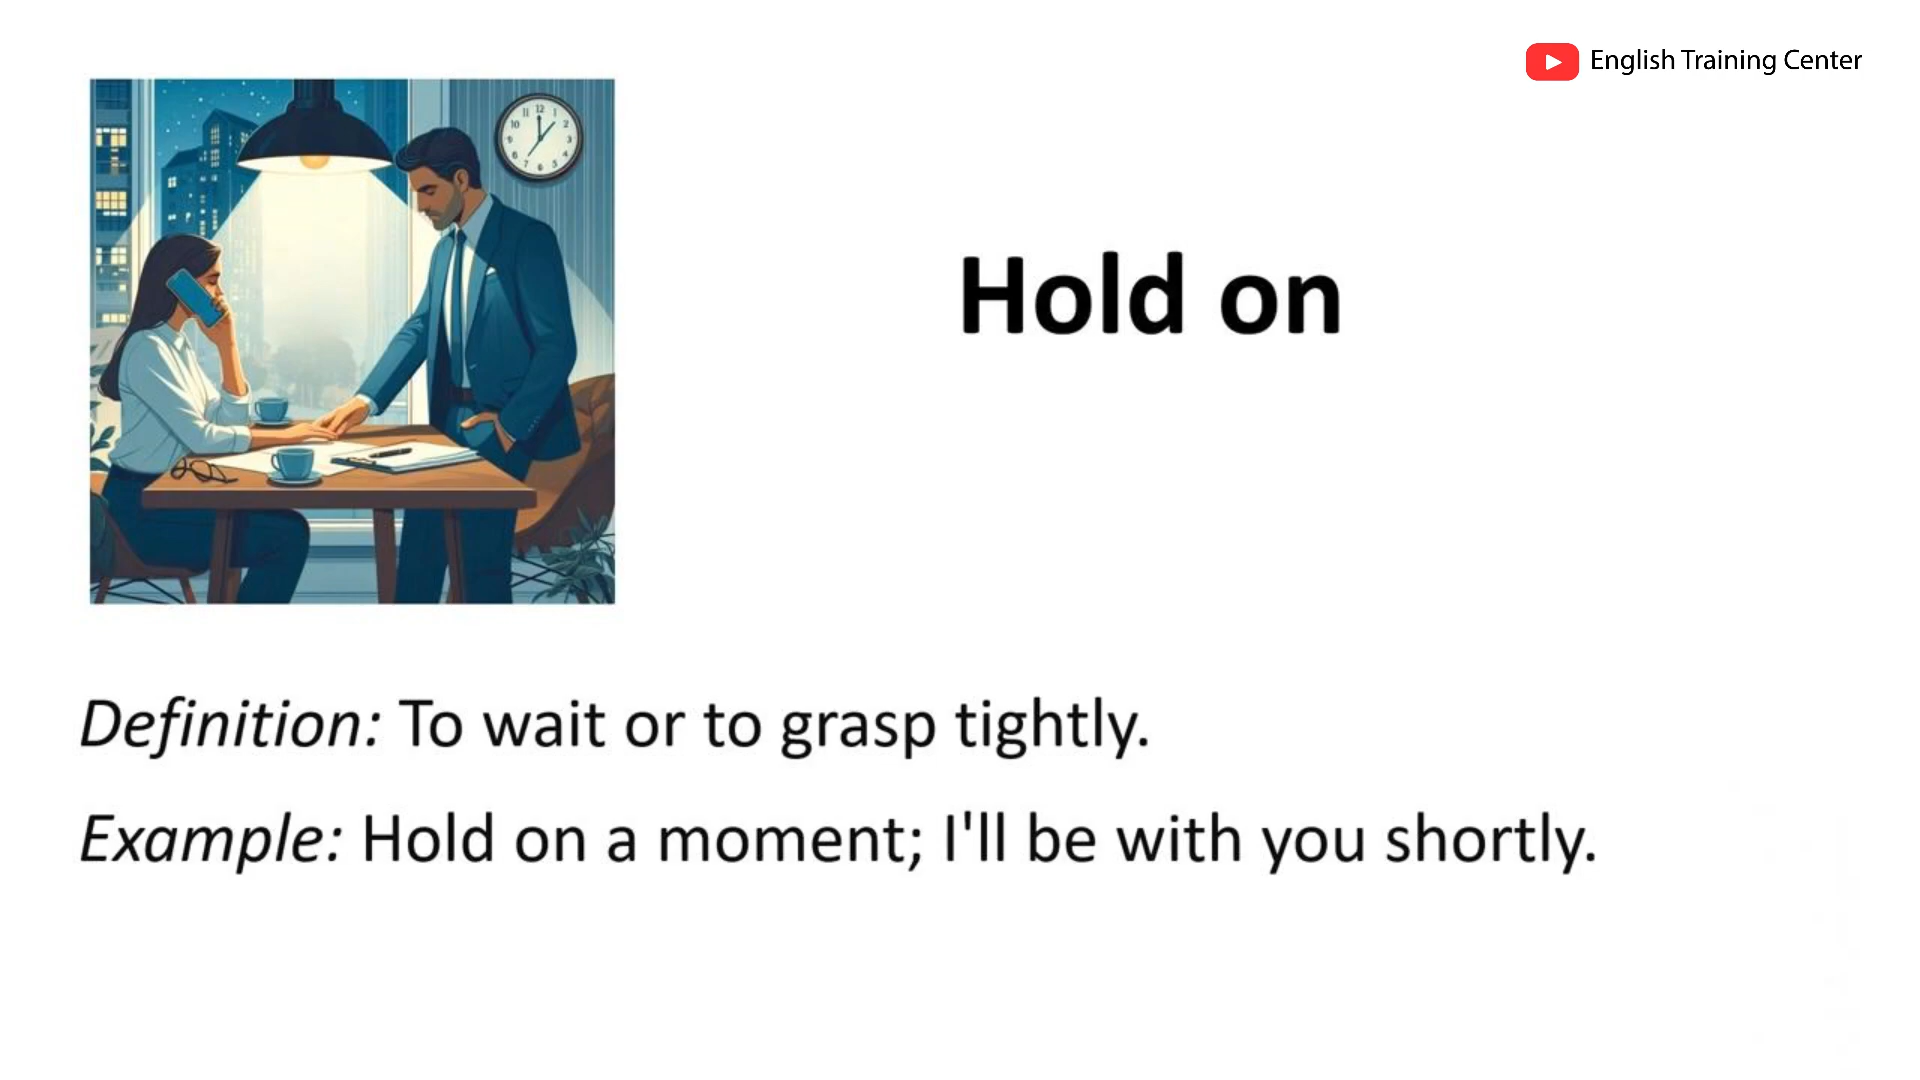 English Training Center
Hold on
Definition: To wait or to grasp tightly.
Example: Hold on a moment; I'll be with you shortly.